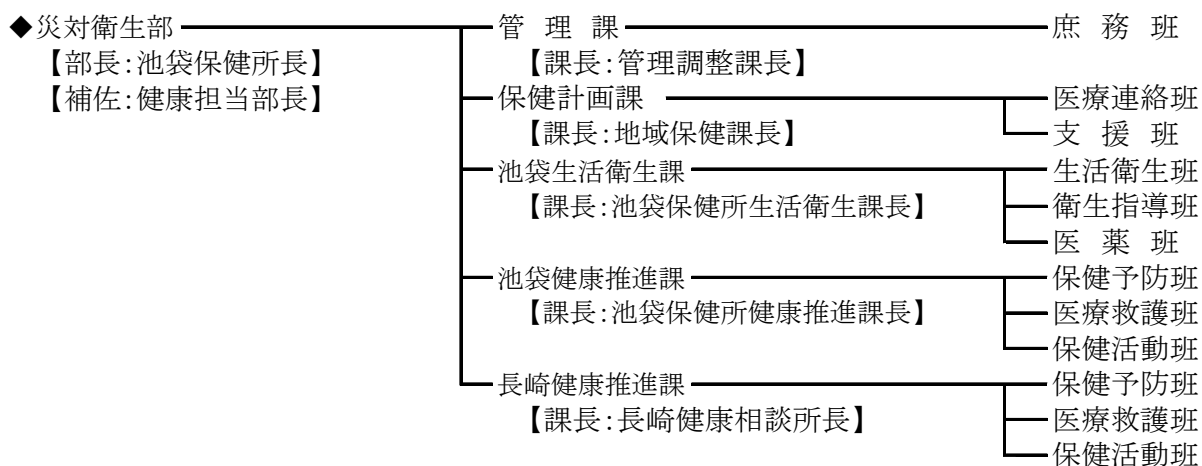 ◆災対衛生部 管理課 庶務班
【部長:池袋保健所長】 【課長:管理調整課長】
【補佐:健康担当部長】 保健計画課 医療連絡班
【課長:地域保健課長】 支援班
池袋生活衛生課 生活衛生班
【課長:池袋保健所生活衛生課長】 衛生指導班
医薬班
池袋健康推進課 保健予防班
【課長:池袋保健所健康推進課長】 医療救護班
保健活動班
長崎健康推進課 保健予防班
【課長:長崎健康相談所長】 医療救護班
保健活動班